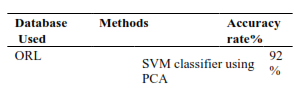 Database Methods Accuracy
Used rate%
ORL 92
SVM classifier using %
PCA